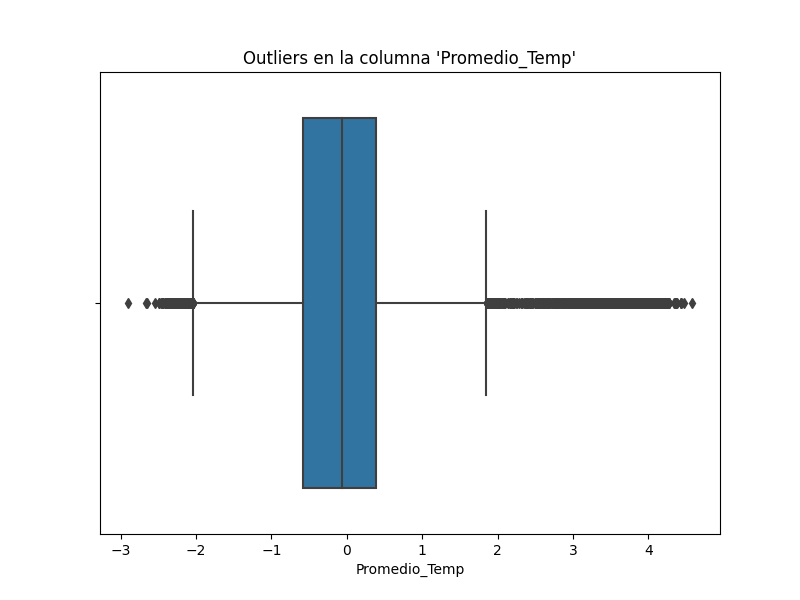 Outliers en la columna 'Promedio_Temp'
−3 −2 −1 0 1 2 3 4
Promedio_Temp